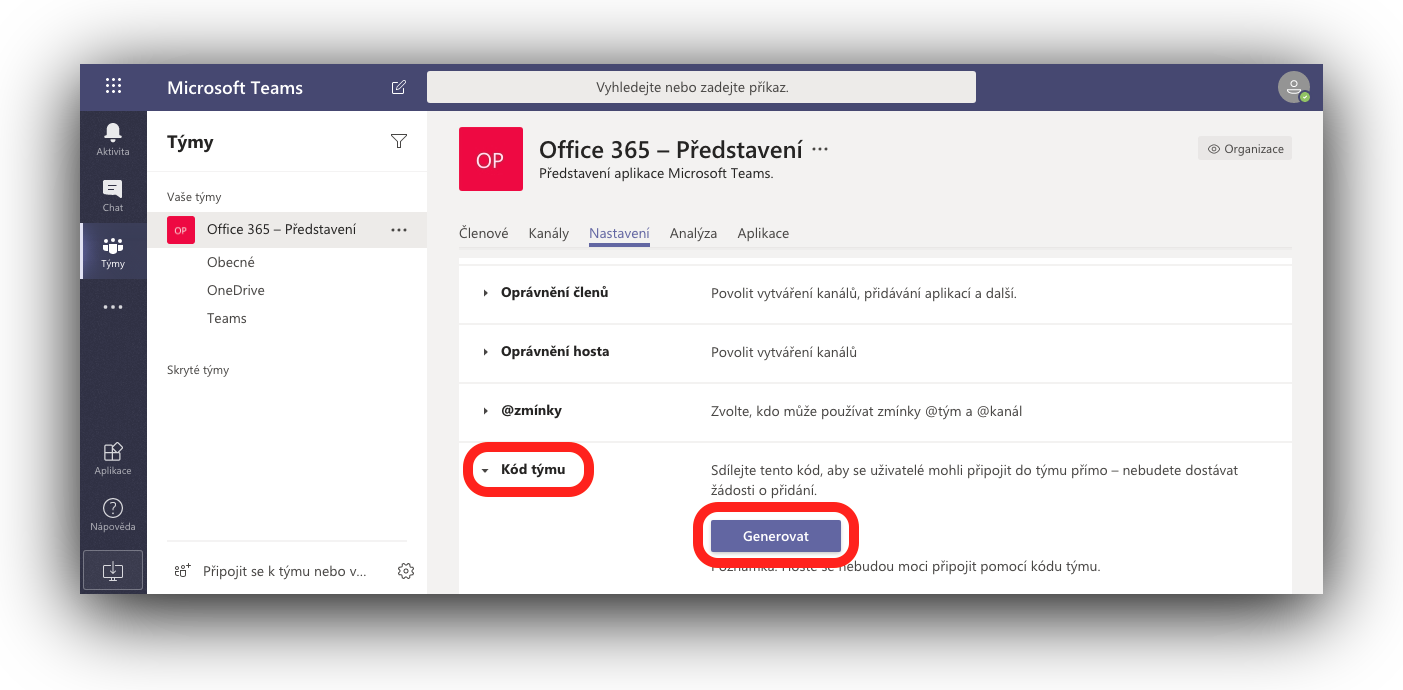 Microsoft Teams
Vyhledejte nebo zadejte příkaz.
Aktivita
Chat
Týmy
Aplikace
Nápověda
Týmy
Vaše týmy
OP
Office 365 – Představení
Obecné
OneDrive
Teams
Skryté týmy
Připojit se k týmu nebo v...
OP
Office 365 – Představení
Představení aplikace Microsoft Teams.
Organizace
Členové Kanály Nastavení Analýza Aplikace
Oprávnění členů Povolit vytváření kanálů, přidávání aplikací a další.
Oprávnění hosta Povolit vytváření kanálů
@zmínky Zvolte, kdo může používat zmínky @tým a @kanál
Kód týmu Sdílejte tento kód, aby se uživatelé mohli připojit do týmu přímo – nebudete dostávat
žádosti o přidání.
Generovat
Poznámka: Hosté se nebudou moci připojit pomocí kódu týmu.